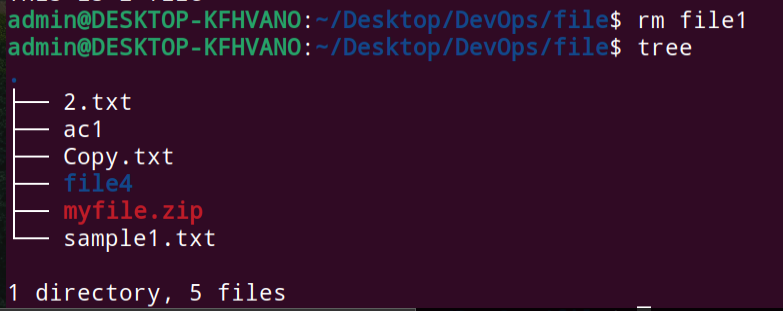 admin@DESKTOP-KFHVANO:~/Desktop/DevOps/file$ rm file1
admin@DESKTOP-KFHVANO:~/Desktop/DevOps/file$ tree
.
├── 2.txt
├── ac1
├── Copy.txt
├── file4
├── myfile.zip
└── sample1.txt
1 directory, 5 files